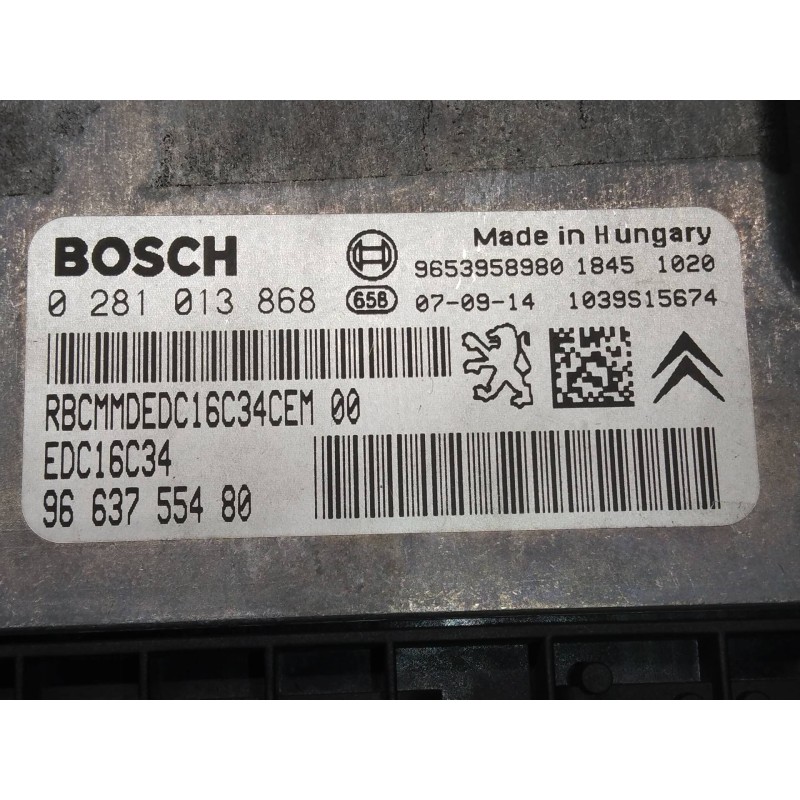 BOSCH
Made in Hungary
9653958980 1845 1020
0 281 013 868
65B
07-09-14 1039S15674
RBCMMDEDC16C34CEM 00
EDC16C34
96 637 554 80